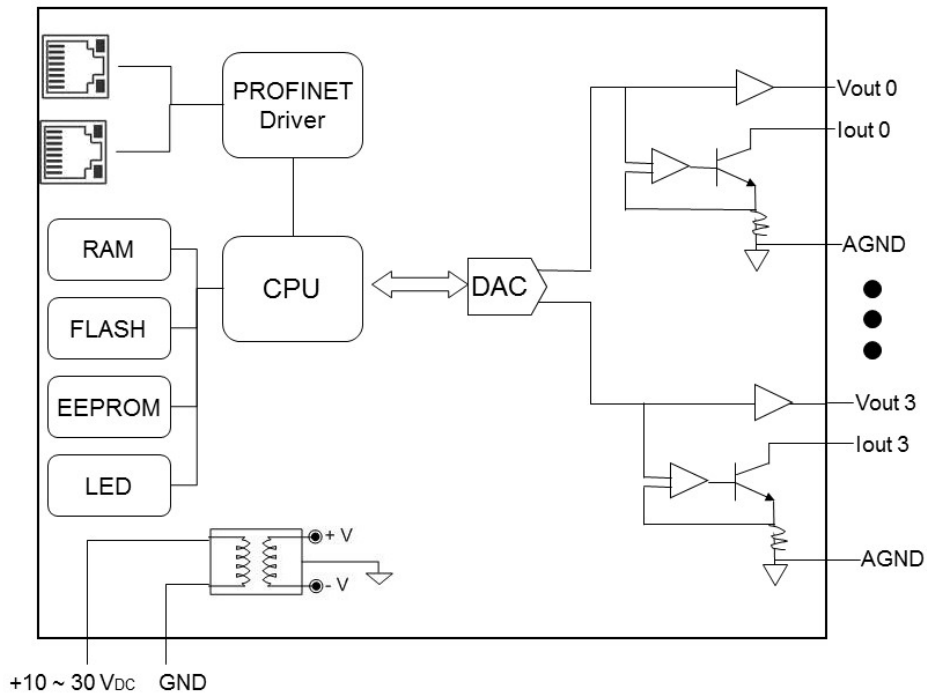 PROFINET
Driver
Vout 0
Iout 0
RAM
CPU
DAC
AGND
FLASH
EEPROM
Vout 3
Iout 3
LED
+ V
- V
AGND
+10 ~ 30 VDC
GND